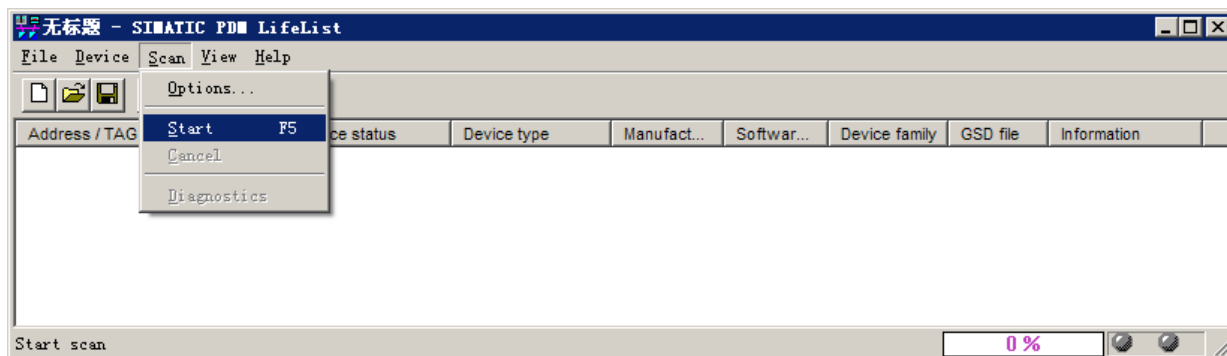 无标题 - SIMATIC PDM LifeList
File Device Scan View Help
Options...
Start F5
Cancel
Diagnostics
Address / TAG ce status Device type Manufact... Softwar... Device family GSD file Information
Start scan 0 %